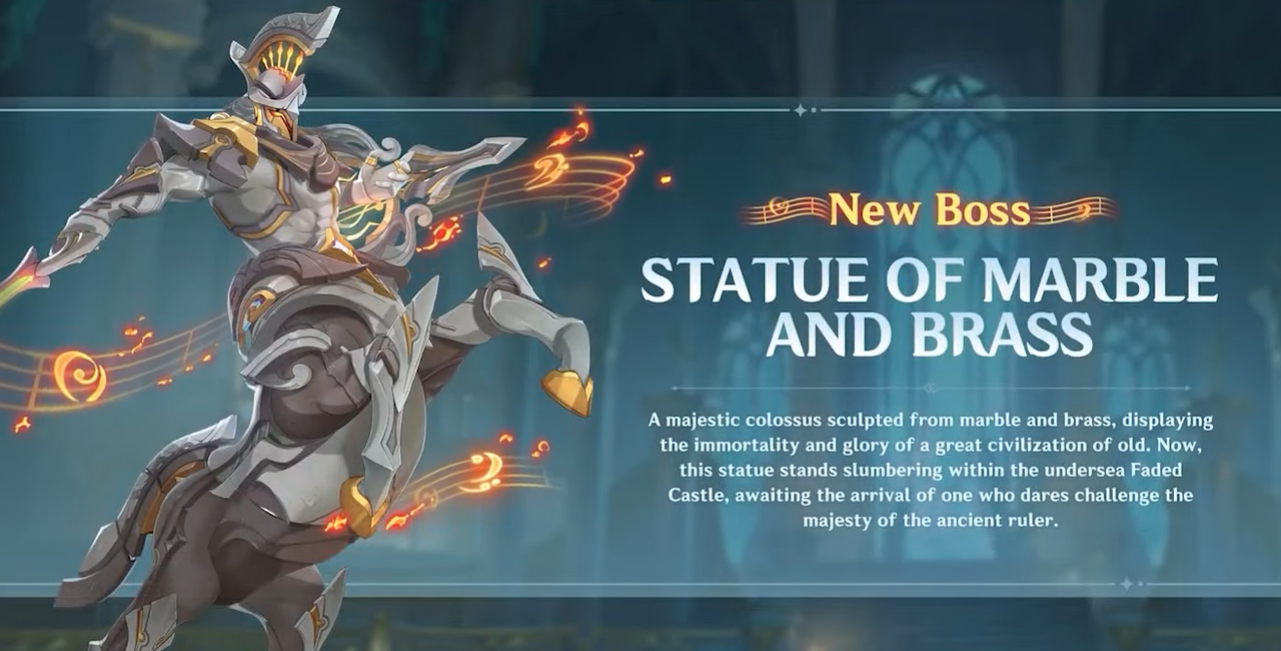 New Boss
STATUE OF MARBLE
AND BRASS
A majestic colossus sculpted from marble and brass, displaying
the immortality and glory of a great civilization of old. Now,
this statue stands slumbering within the undersea Faded
Castle, awaiting the arrival of one who dares challenge the
majesty of the ancient ruler.